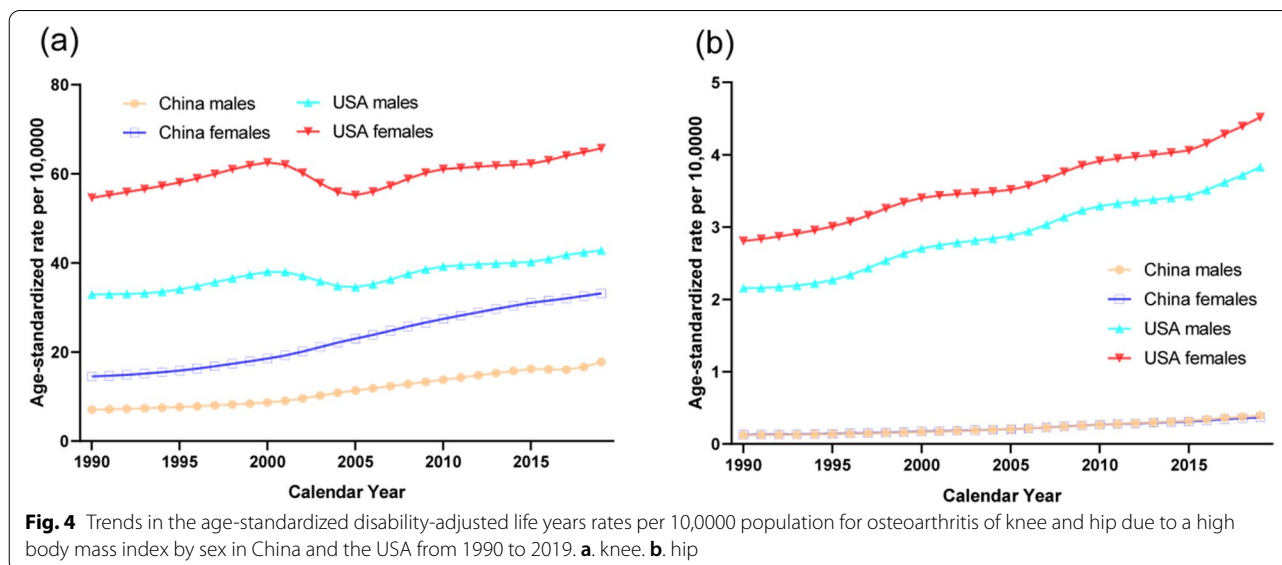 (a)
Age-standardized rate per 10,0000
80
60
40
20
0
China males
China females
USA males
USA females
1990 1995 2000 2005 2010 2015
Calendar Year
(b)
Age-standardized rate per 10,0000
5
4
3
2
1
0
China males
China females
USA males
USA females
1990 1995 2000 2005 2010 2015
Calendar Year
Fig. 4 Trends in the age-standardized disability-adjusted life years rates per 10,0000 population for osteoarthritis of knee and hip due to a high
body mass index by sex in China and the USA from 1990 to 2019. a. knee. b. hip